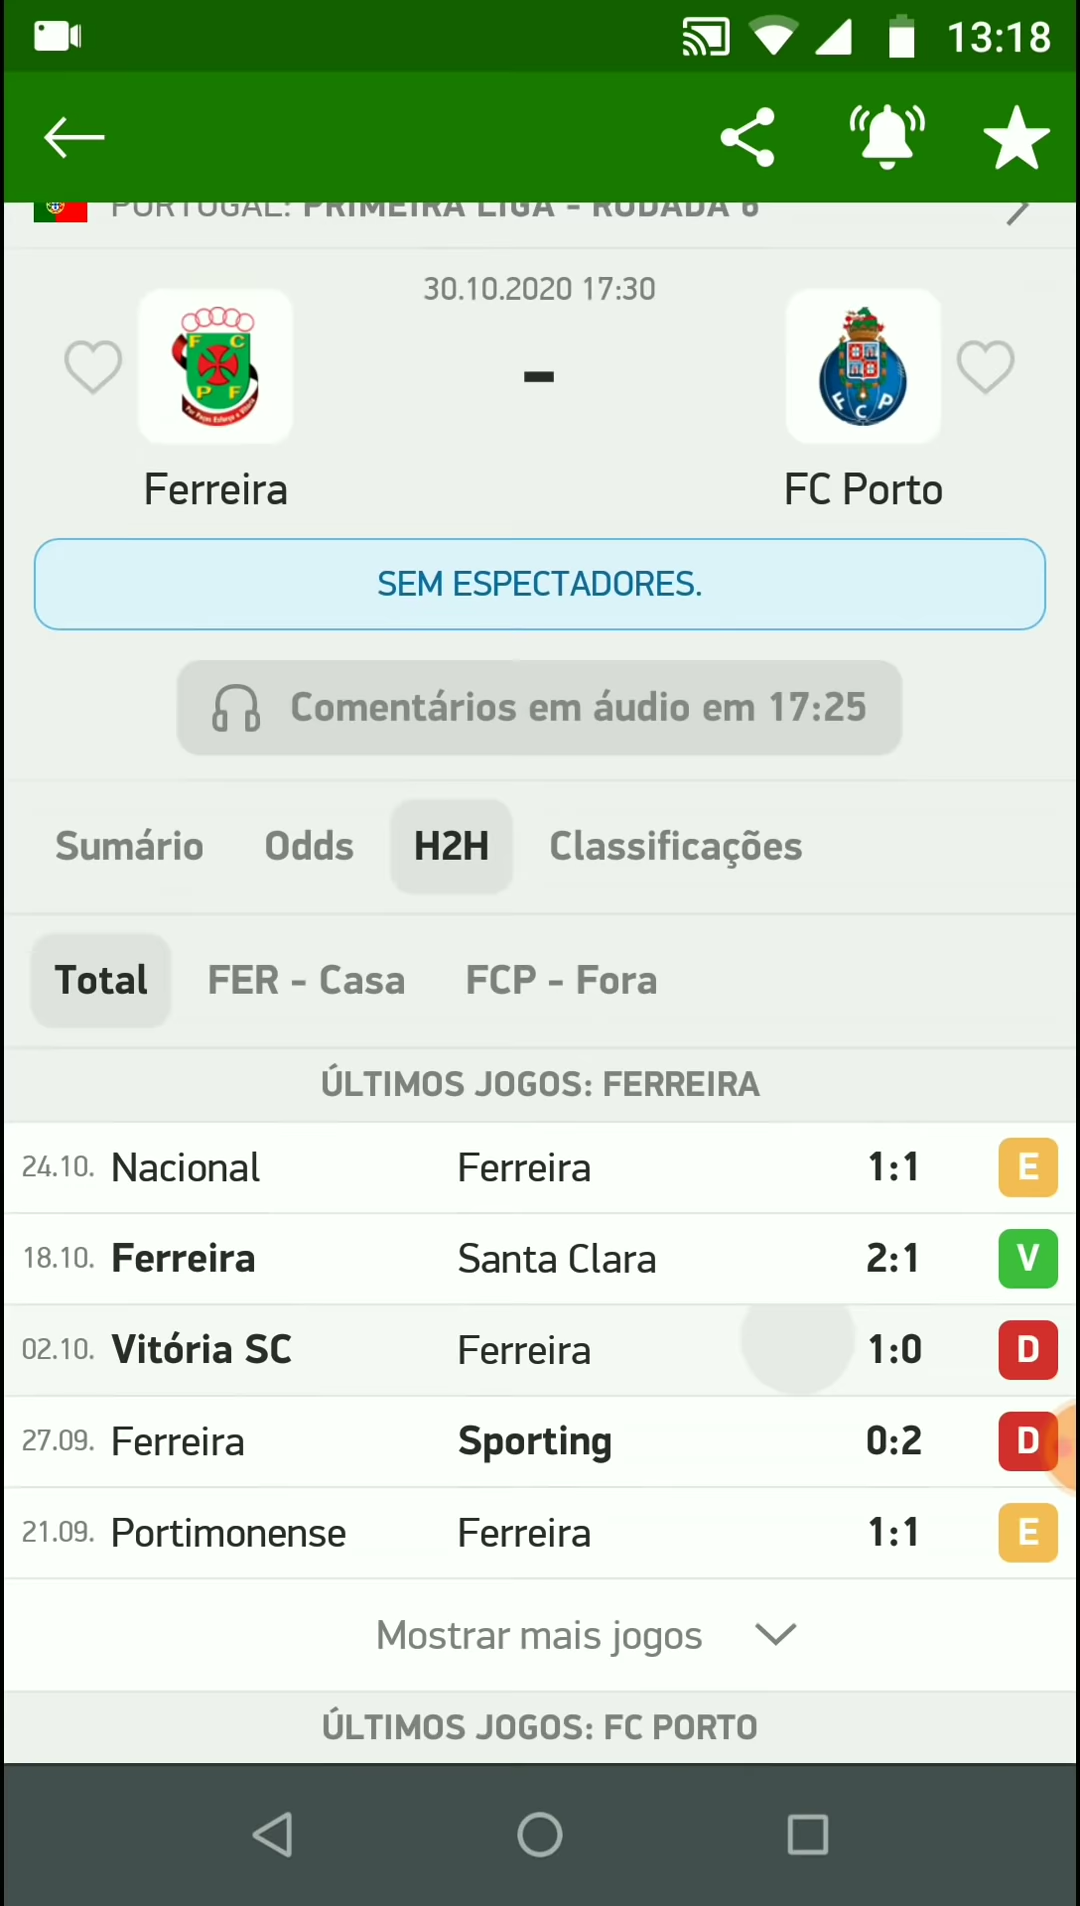 13:18
PORTUGAL: PRIMEIRA LIGA - RODADA 6
30.10.2020 17:30
F C
P F
F C P
-
Ferreira FC Porto
SEM ESPECTADORES.
Comentários em áudio em 17:25
Sumário Odds H2H Classificações
Total FER - Casa FCP - Fora
ÚLTIMOS JOGOS: FERREIRA
24.10. Nacional Ferreira 1:1 E
18.10. Ferreira Santa Clara 2:1 V
02.10. Vitória SC Ferreira 1:0 D
27.09. Ferreira Sporting 0:2 D
21.09. Portimonense Ferreira 1:1 E
Mostrar mais jogos
ÚLTIMOS JOGOS: FC PORTO